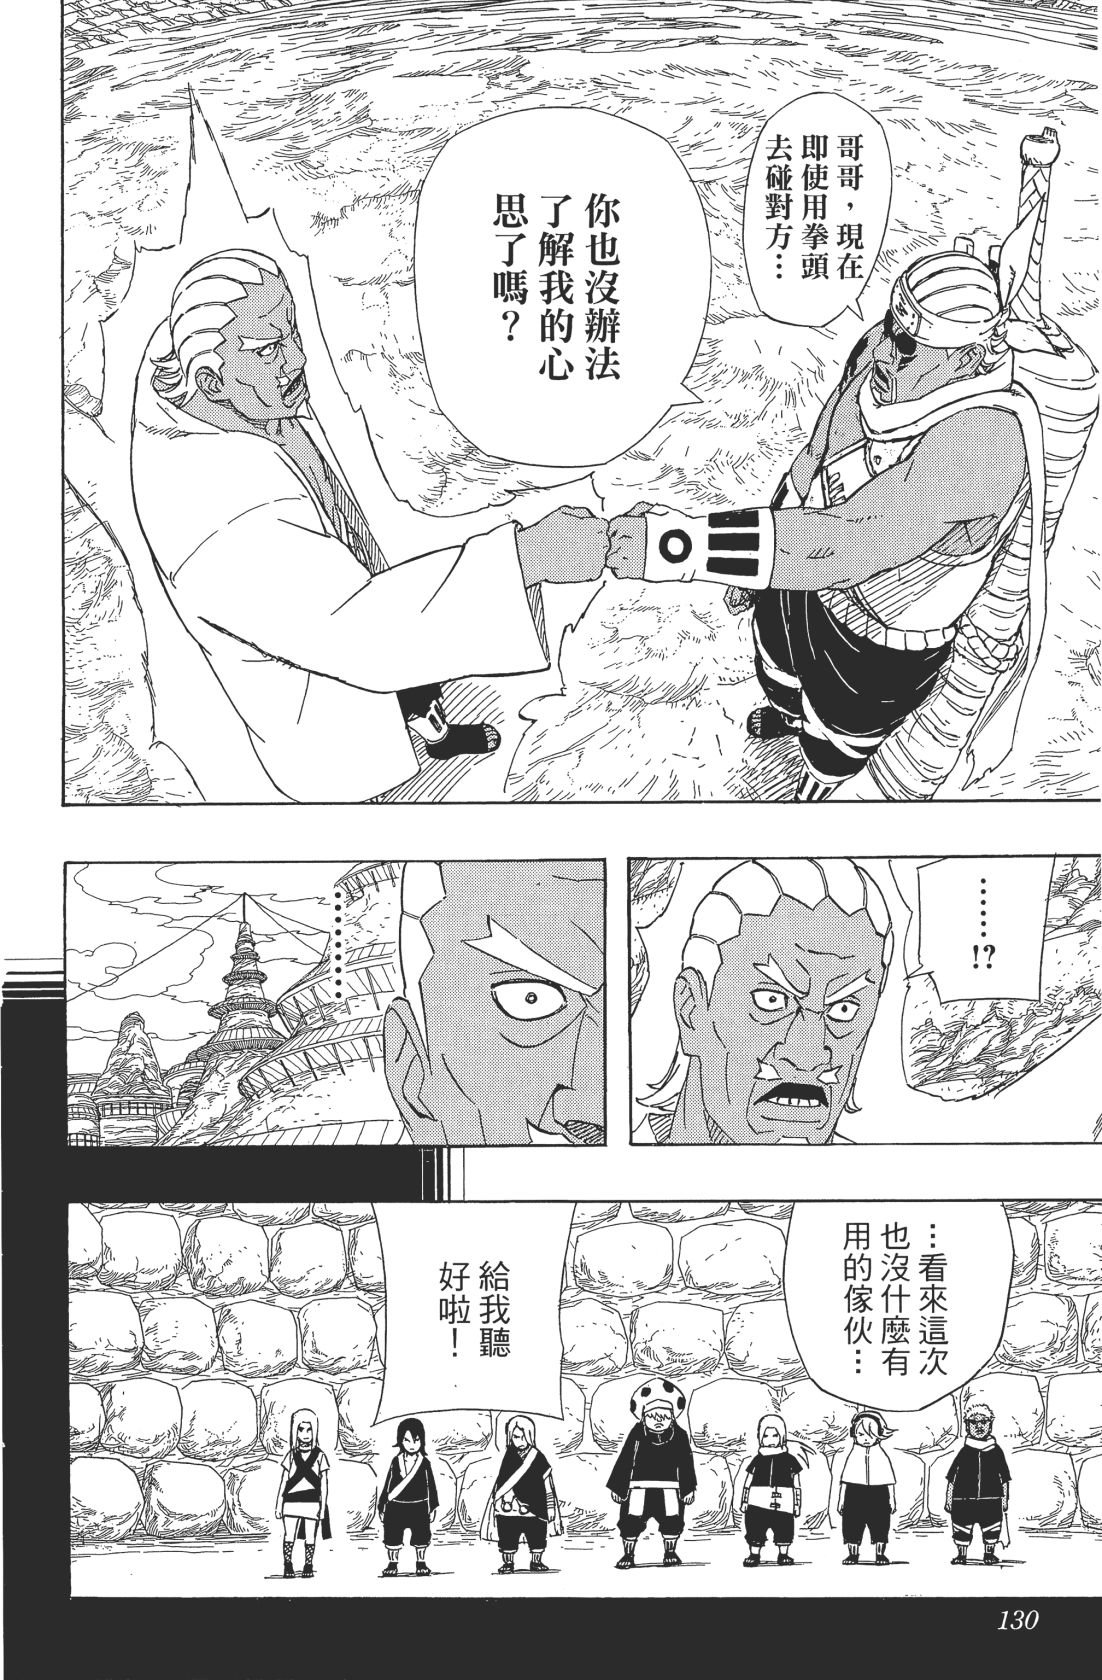 哥哥，現在
即使用拳頭
去碰對方…
你也沒辦法
了解我的心
思了嗎？
……!?
………
…看來這次
也沒什麼有
用的傢伙…
給我聽
好啦！
130